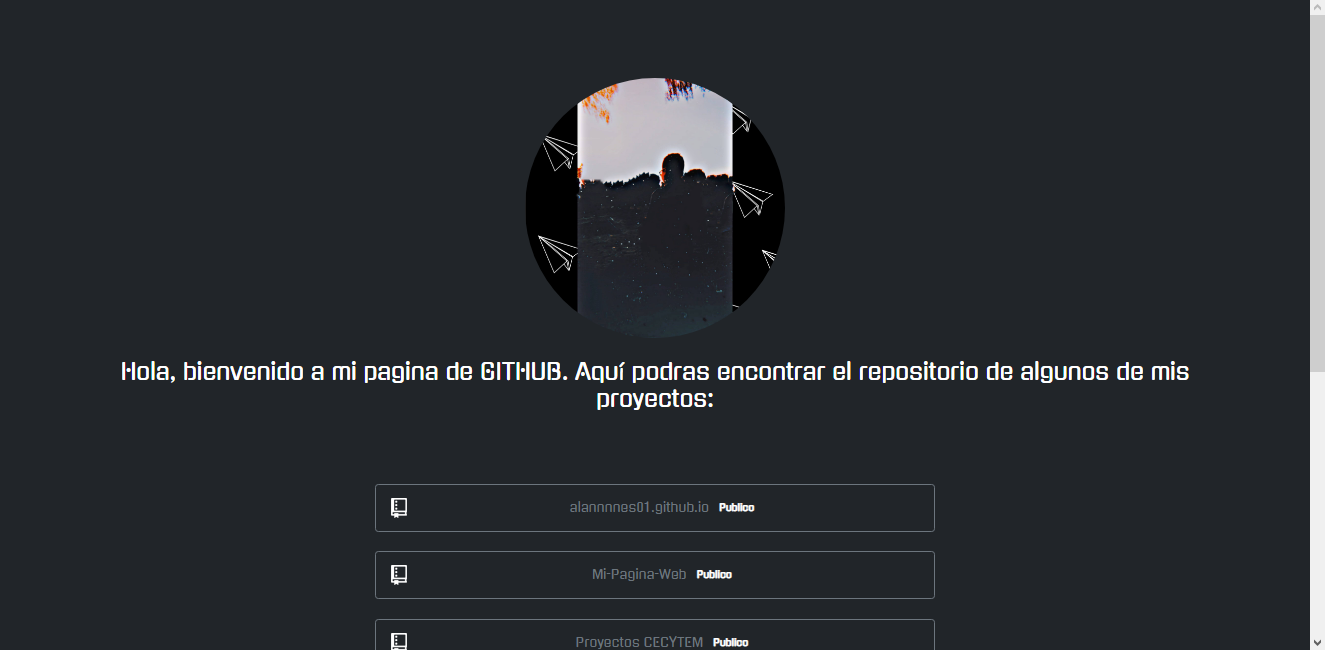 Hola, bienvenido a mi pagina de GITHUB. Aquí podras encontrar el repositorio de algunos de mis
proyectos:
alannnnes01.github.io Publico
Mi-Pagina-Web Publico
Proyectos CECYTEM Publico